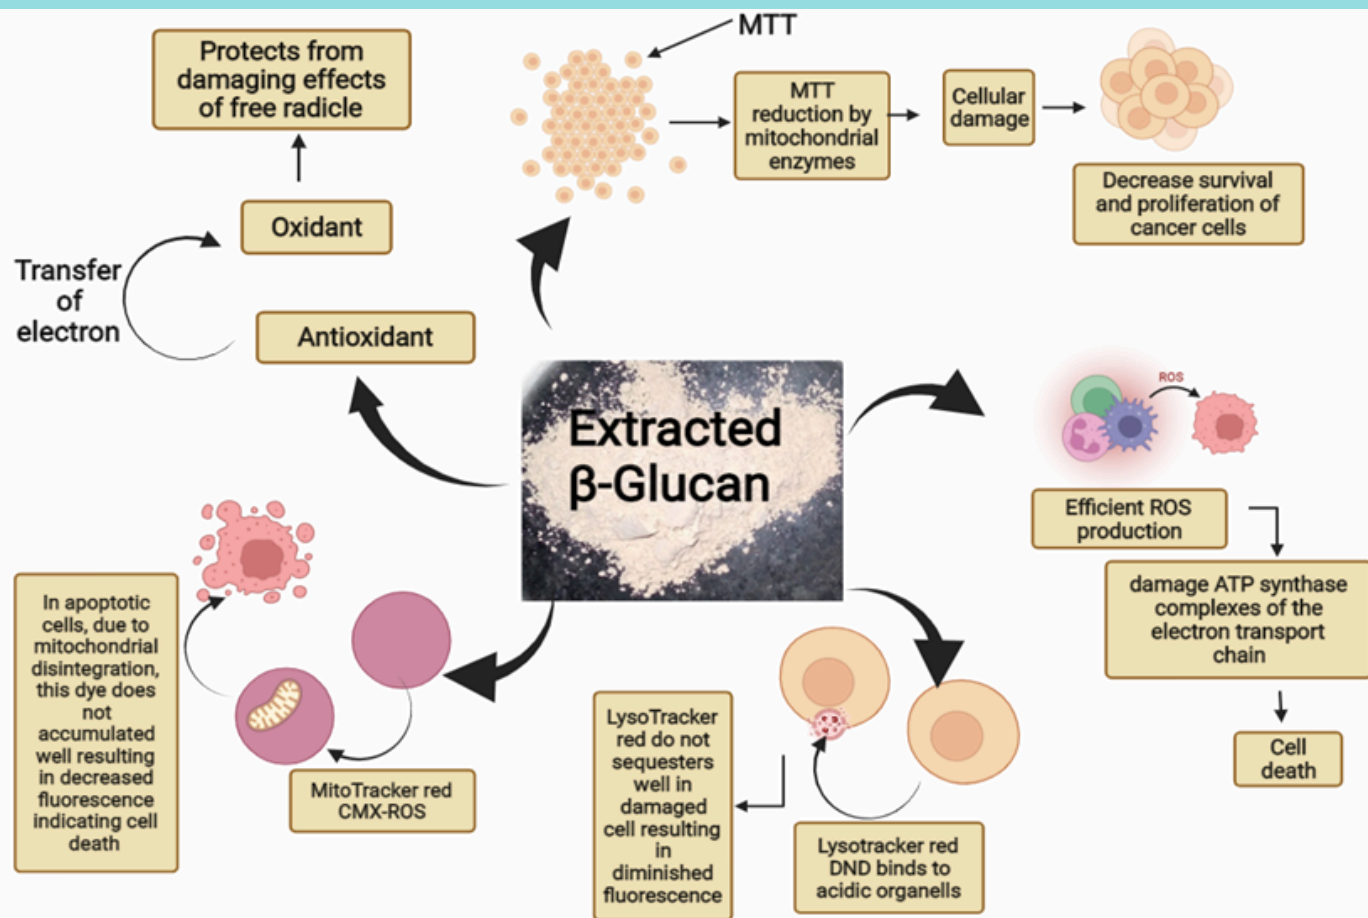 MTT
Protects from
damaging effects
of free radicle
Oxidant
Transfer
of
electron
Antioxidant
MTT
reduction by
mitochondrial
enzymes
Cellular
damage
Decrease survival
and proliferation of
cancer cells
Extracted
β-Glucan
ROS
Efficient ROS
production
damage ATP synthase
complexes of the
electron transport
chain
Cell
death
In apoptotic
cells, due to
mitochondrial
disintegration,
this dye does
not
accumulated
well resulting
in decreased
fluorescence
indicating cell
death
MitoTracker red
CMX-ROS
LysoTracker
red do not
sequesters
well in
damaged
cell resulting
in
diminished
fluorescence
Lysotracker red
DND binds to
acidic organells